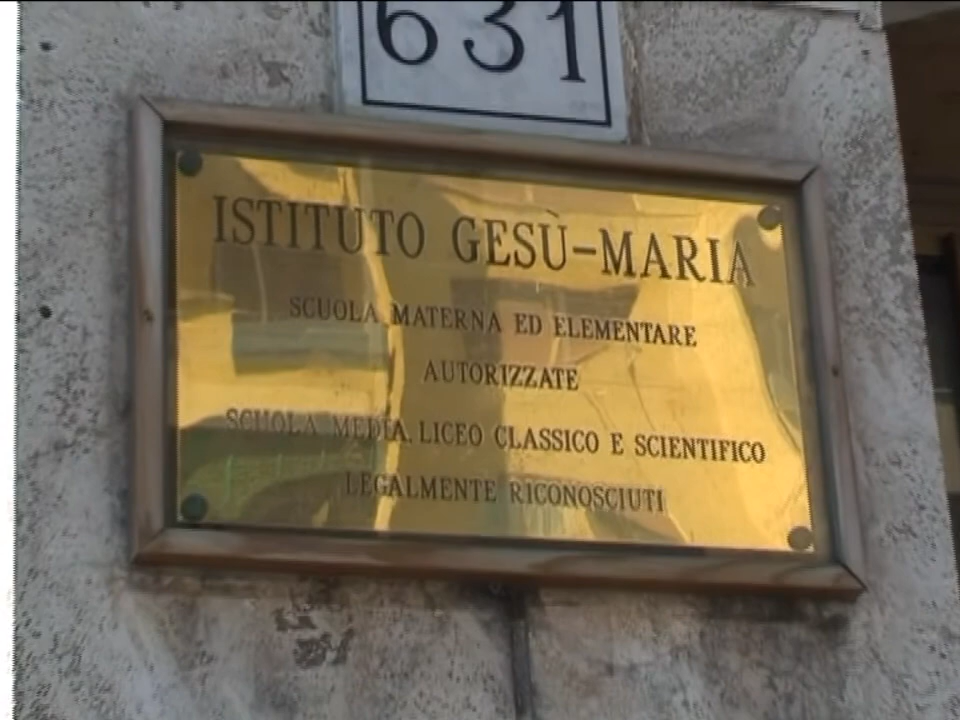 631
ISTITUTO GESÙ-MARIA
SCUOLA MATERNA ED ELEMENTARE
AUTORIZZATE
SCUOLA MEDIA, LICEO CLASSICO E SCIENTIFICO
LEGALMENTE RICONOSCIUTI